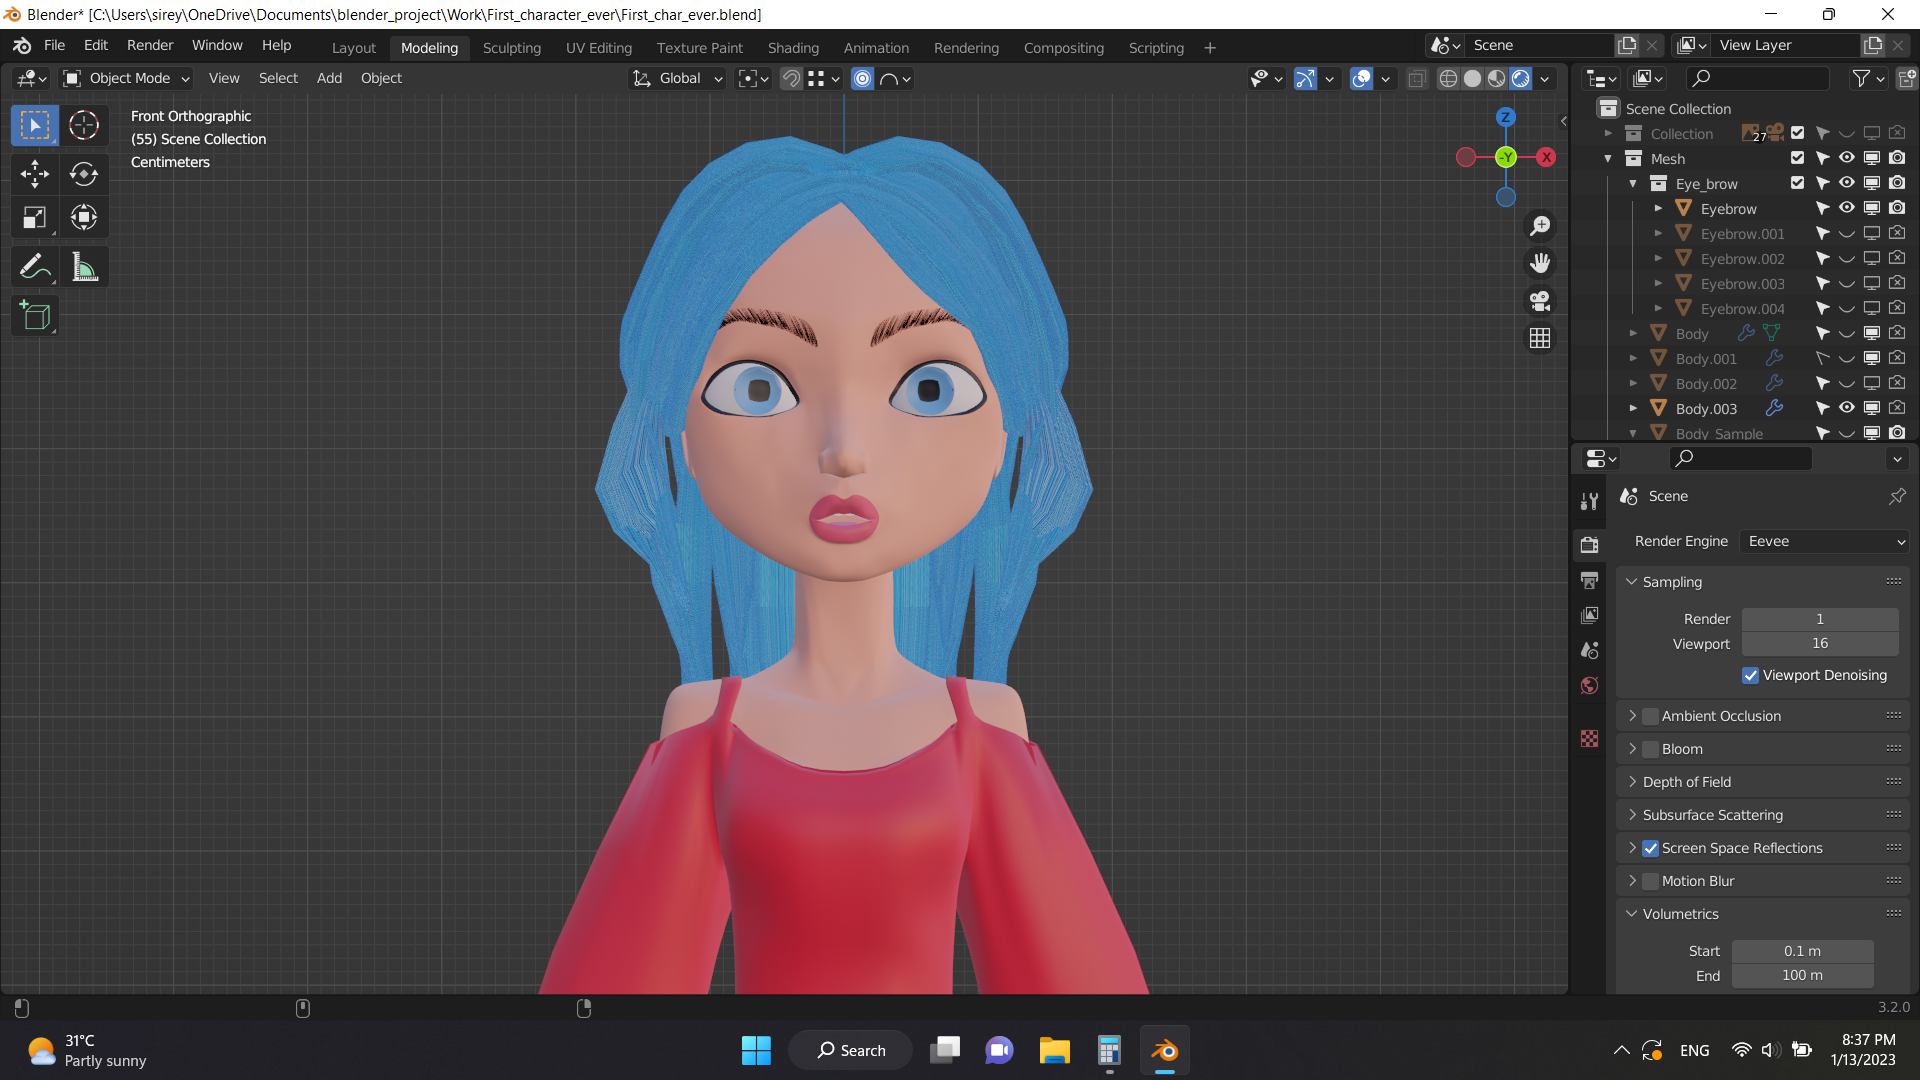 Blender* [C:\Users\sirey\OneDrive\Documents\blender_project\Work\First_character_ever\First_char_ever.blend]
File Edit Render Window Help Layout Modeling Sculpting UV Editing Texture Paint Shading Animation Rendering Compositing Scripting + Scene View Layer
Object Mode View Select Add Object Global
Front Orthographic
(55) Scene Collection
Centimeters
Z
-Y
X
Scene Collection
Collection 27
Mesh
Eye_brow
Eyebrow
Eyebrow.001
Eyebrow.002
Eyebrow.003
Eyebrow.004
Body
Body.001
Body.002
Body.003
Body_Sample
Scene
Render Engine Eevee
Sampling
Render 1
Viewport 16
Viewport Denoising
Ambient Occlusion
Bloom
Depth of Field
Subsurface Scattering
Screen Space Reflections
Motion Blur
Volumetrics
Start 0.1 m
End 100 m
3.2.0
31°C
Partly sunny
Search
ENG
8:37 PM
1/13/2023